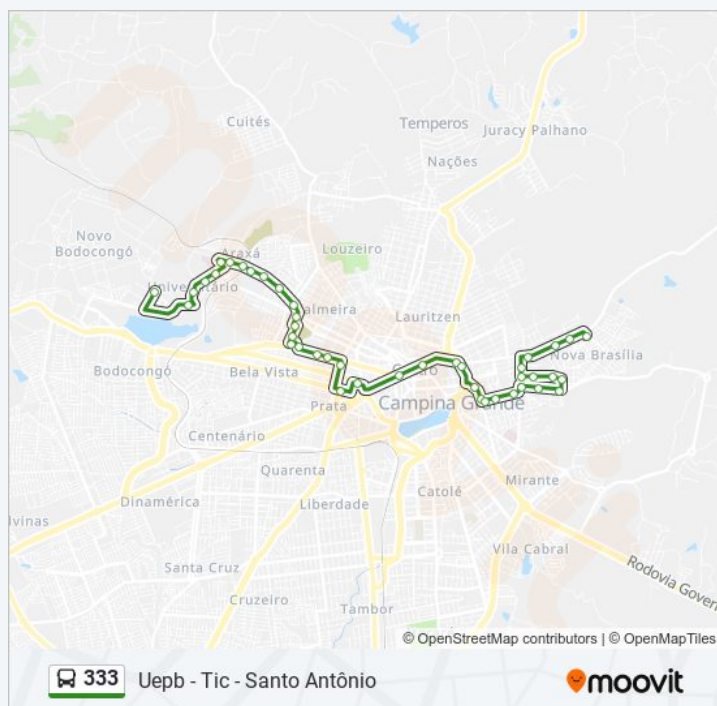 Cuités
Temperos
Juracy Palhano
Nações
Novo
Bodocongó
Araxá
Louzeiro
Universitário
Palmeira
Lauritzen
Nova Brasília
Bodocongó
Bela Vista
Prata
Campina Grande
Centenário
Quarenta
Mirante
Catolé
Dinamérica
Liberdade
Vila Cabral
Santa Cruz
Cruzeiro
Tambor
Rodovia Gover
© OpenStreetMap contributors | © OpenMapTiles
333 Uepb - Tic - Santo Antônio
moovit